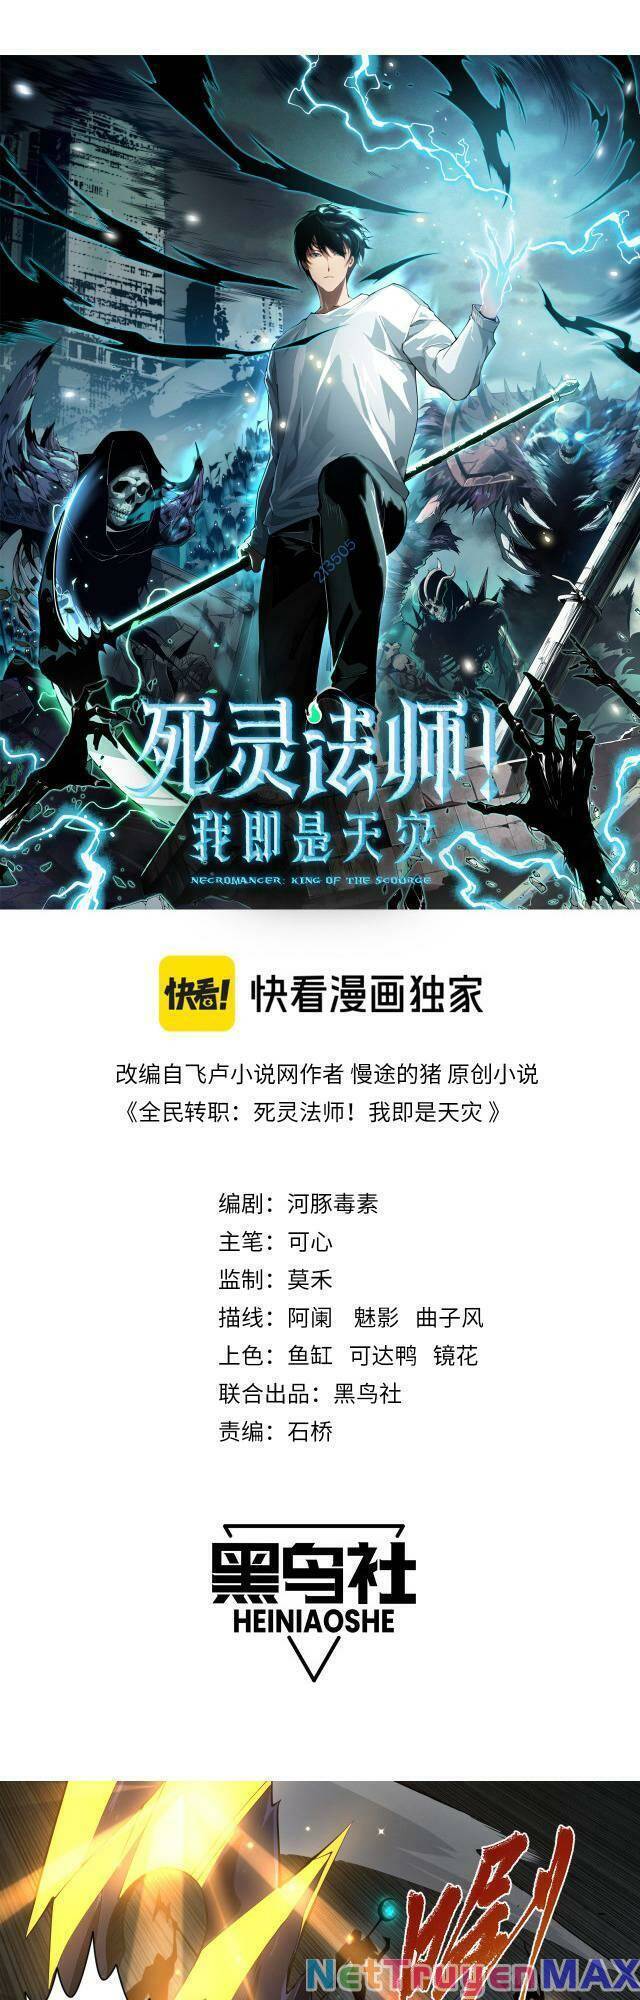 213505
死灵法师！
我即是天灾
NECROMANCER: KING OF THE SCOURGE
快看! 快看漫画独家
改编自飞卢小说网作者 慢途的猪 原创小说
《全民转职：死灵法师！我即是天灾 》
编剧：河豚毒素
主笔：可心
监制：莫禾
描线：阿阑 魅影 曲子风
上色：鱼缸 可达鸭 镜花
联合出品：黑鸟社
责编：石桥
黑鸟社
HEINIAOSHE
唰
NetTruyenMAX